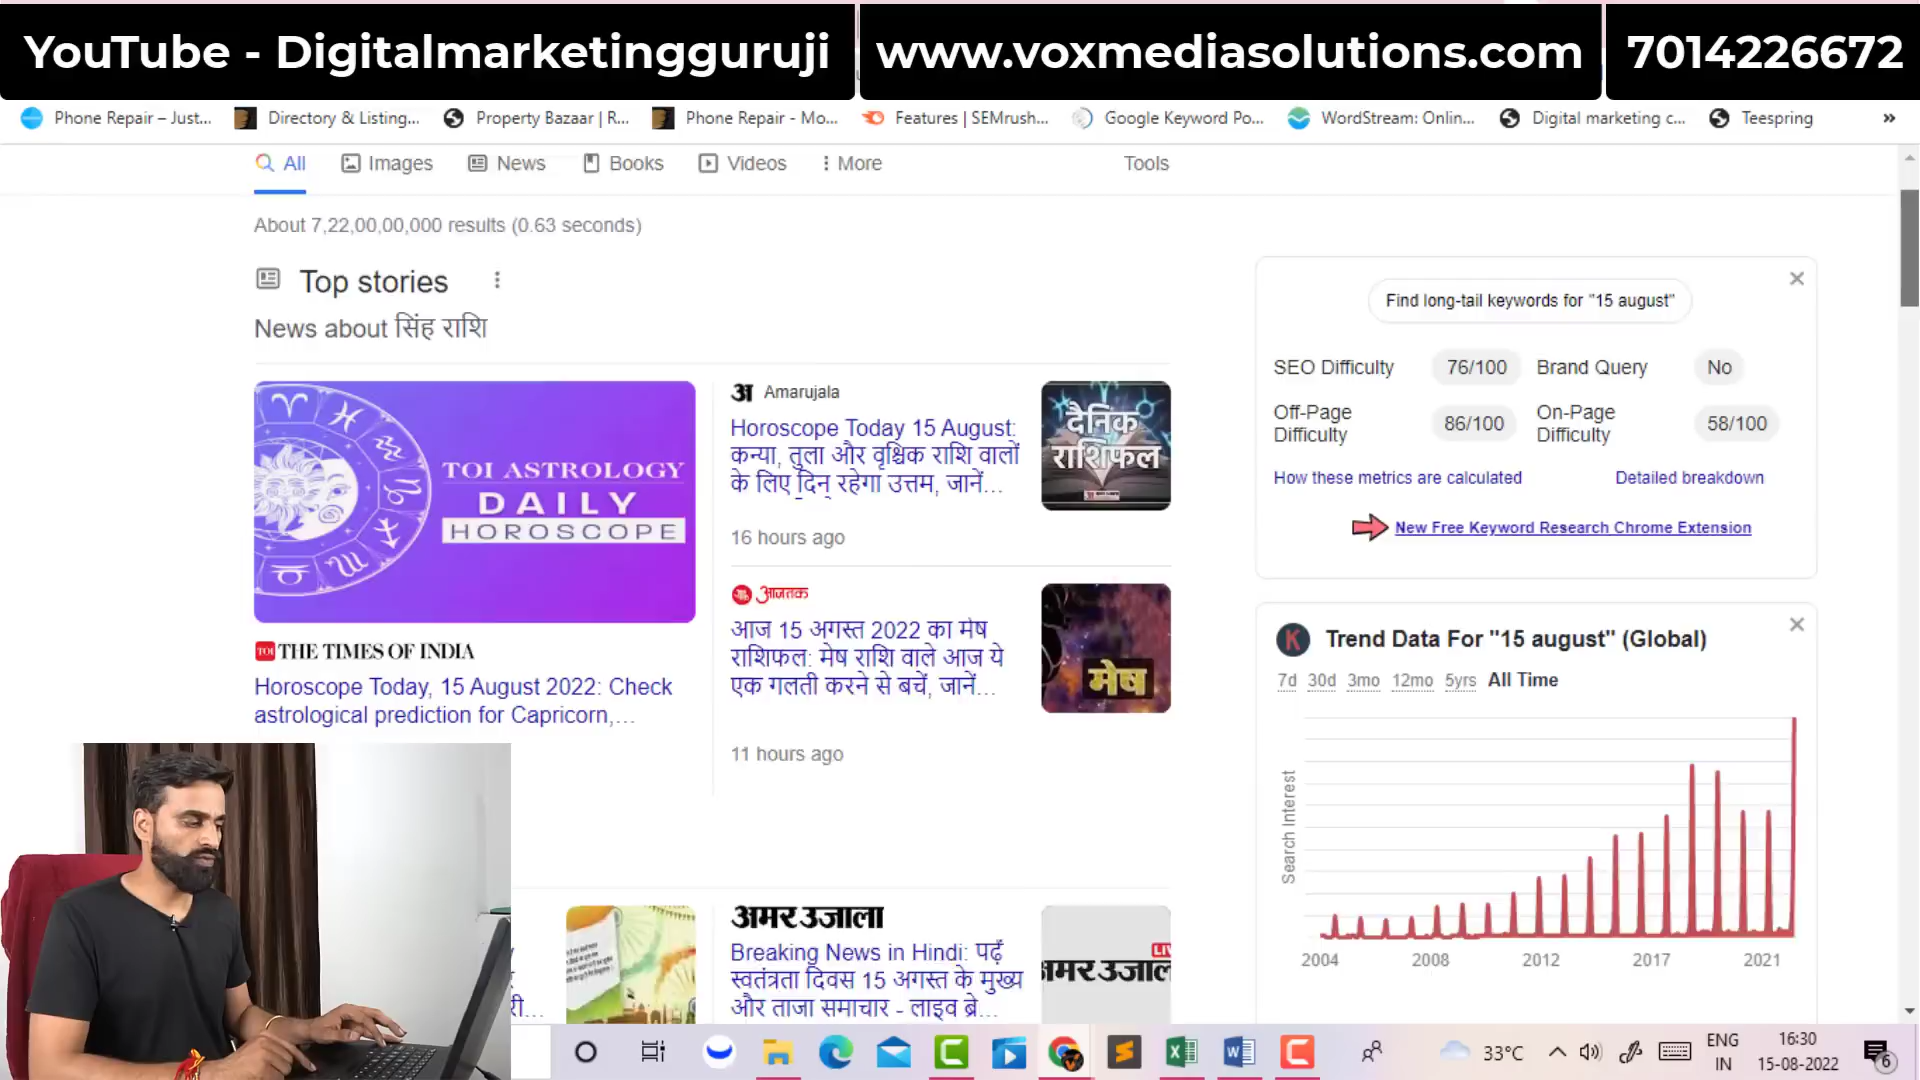 YouTube - Digitalmarketingguruji
www.voxmediasolutions.com
7014226672
Phone Repair – Just...
Directory & Listing...
Property Bazaar | R...
Phone Repair - Mo...
Features | SEMrush...
Google Keyword Po...
WordStream: Onlin...
Digital marketing c...
Teespring
»
All
Images
News
Books
Videos
More
Tools
About 7,22,00,00,000 results (0.63 seconds)
Top stories
News about सिंह राशि
TOI ASTROLOGY
DAILY
HOROSCOPE
TOI THE TIMES OF INDIA
Horoscope Today, 15 August 2022: Check
astrological prediction for Capricorn,...
अ Amarujala
Horoscope Today 15 August:
कन्या, तुला और वृश्चिक राशि वालों
के लिए दिन रहेगा उत्तम, जानें...
16 hours ago
दैनिक
राशिफल
आजतक
आज 15 अगस्त 2022 का मेष
राशिफल: मेष राशि वाले आज ये
एक गलती करने से बचें, जानें...
11 hours ago
मेष
अमर उजाला
Breaking News in Hindi: पढ़ें
स्वतंत्रता दिवस 15 अगस्त के मुख्य
और ताजा समाचार - लाइव ब्रे...
री...
Find long-tail keywords for "15 august"
SEO Difficulty 76/100 Brand Query No
Off-Page
Difficulty
86/100
On-Page
Difficulty
58/100
How these metrics are calculated
Detailed breakdown
New Free Keyword Research Chrome Extension
K
Trend Data For "15 august" (Global)
7d 30d 3mo 12mo 5yrs All Time
Search Interest
2004 2008 2012 2017 2021
33°C
ENG
IN
16:30
15-08-2022
6